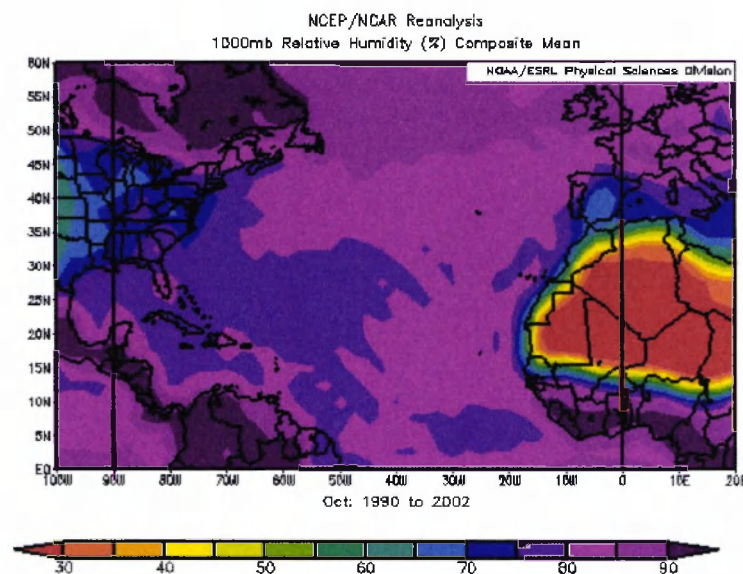 NCEP/NCAR Reanalysis
1000mb Relative Humidity (%) Composite Mean
NOAA/ESRL Physical Sciences Division
60N
55N
50N
45N
40N
35N
30N
25N
20N
15N
10N
5N
EQ
100W 90W 80W 70W 60W 50W 40W 30W 20W 10W 0 10E 20E
Oct: 1990 to 2002
30 40 50 60 70 80 90